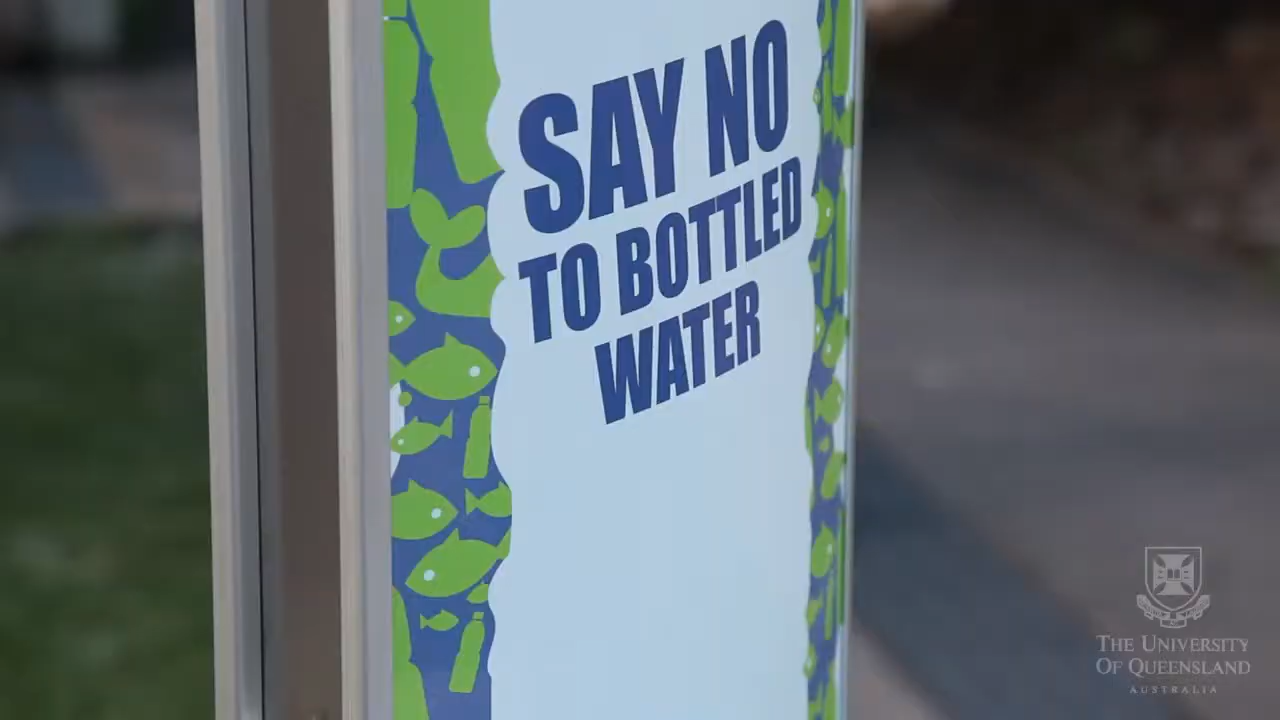 SAY NO
TO BOTTLED
WATER
THE UNIVERSITY
OF QUEENSLAND
AUSTRALIA